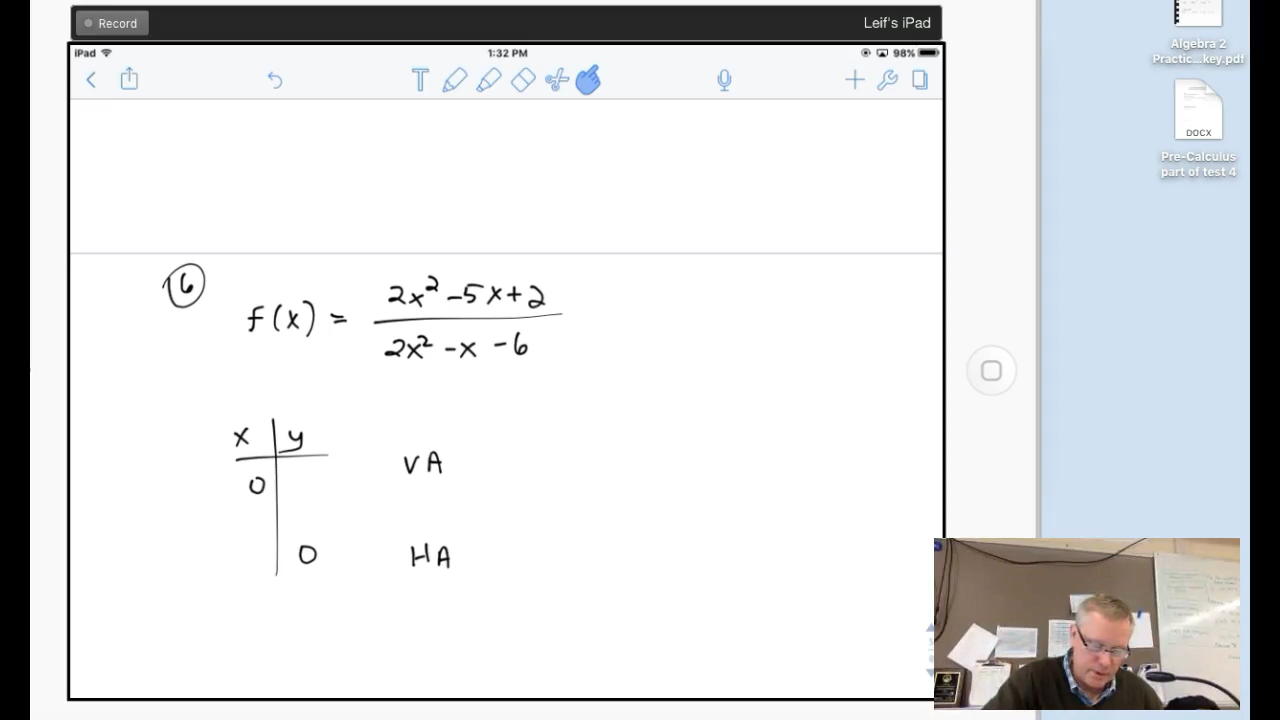 Record
Leif's iPad
iPad
1:32 PM
98%
T
Algebra 2
Practic...key.pdf
DOCX
Pre-Calculus
part of test 4
16
f(x) = (2x² - 5x + 2) / (2x² - x - 6)
x | y
0
0
VA
HA